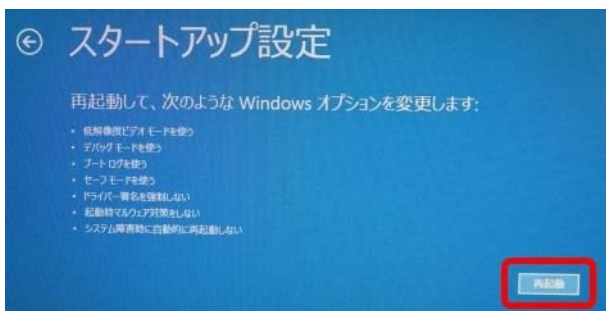 スタートアップ設定
再起動して、次のような Windows オプションを変更します:
• 低解像度ビデオ モードを使う
• デバッグ モードを使う
• ブート ログを使う
• セーフ モードを使う
• ドライバー署名を強制しない
• 起動時マルウェア対策をしない
• システム障害時に自動的に再起動しない
再起動